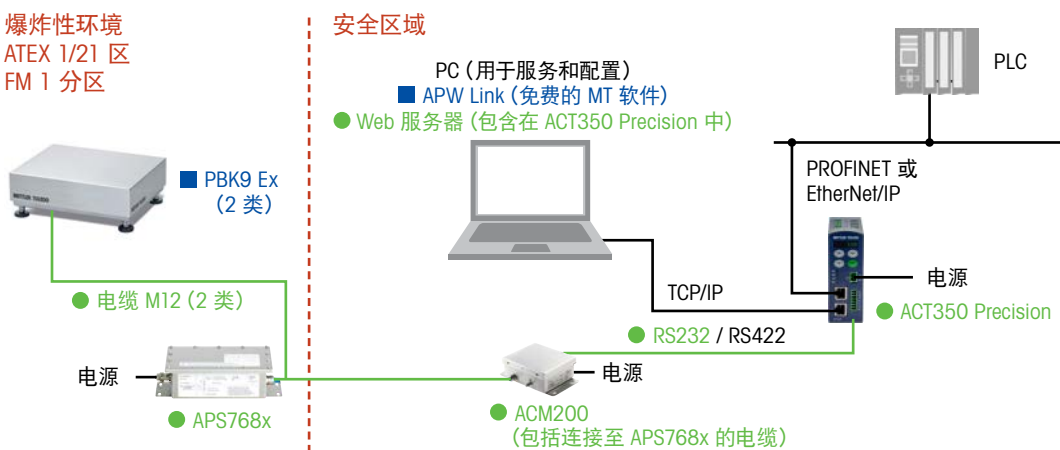 爆炸性环境
ATEX 1/21 区
FM 1 分区
安全区域
PC（用于服务和配置）
APW Link（免费的 MT 软件）
Web 服务器（包含在 ACT350 Precision 中）
PLC
PBK9 Ex
（2 类）
PROFINET 或
EtherNet/IP
电源
ACT350 Precision
TCP/IP
电缆 M12（2 类）
RS232 / RS422
电源
APS768x
电源
ACM200
（包括连接至 APS768x 的电缆）